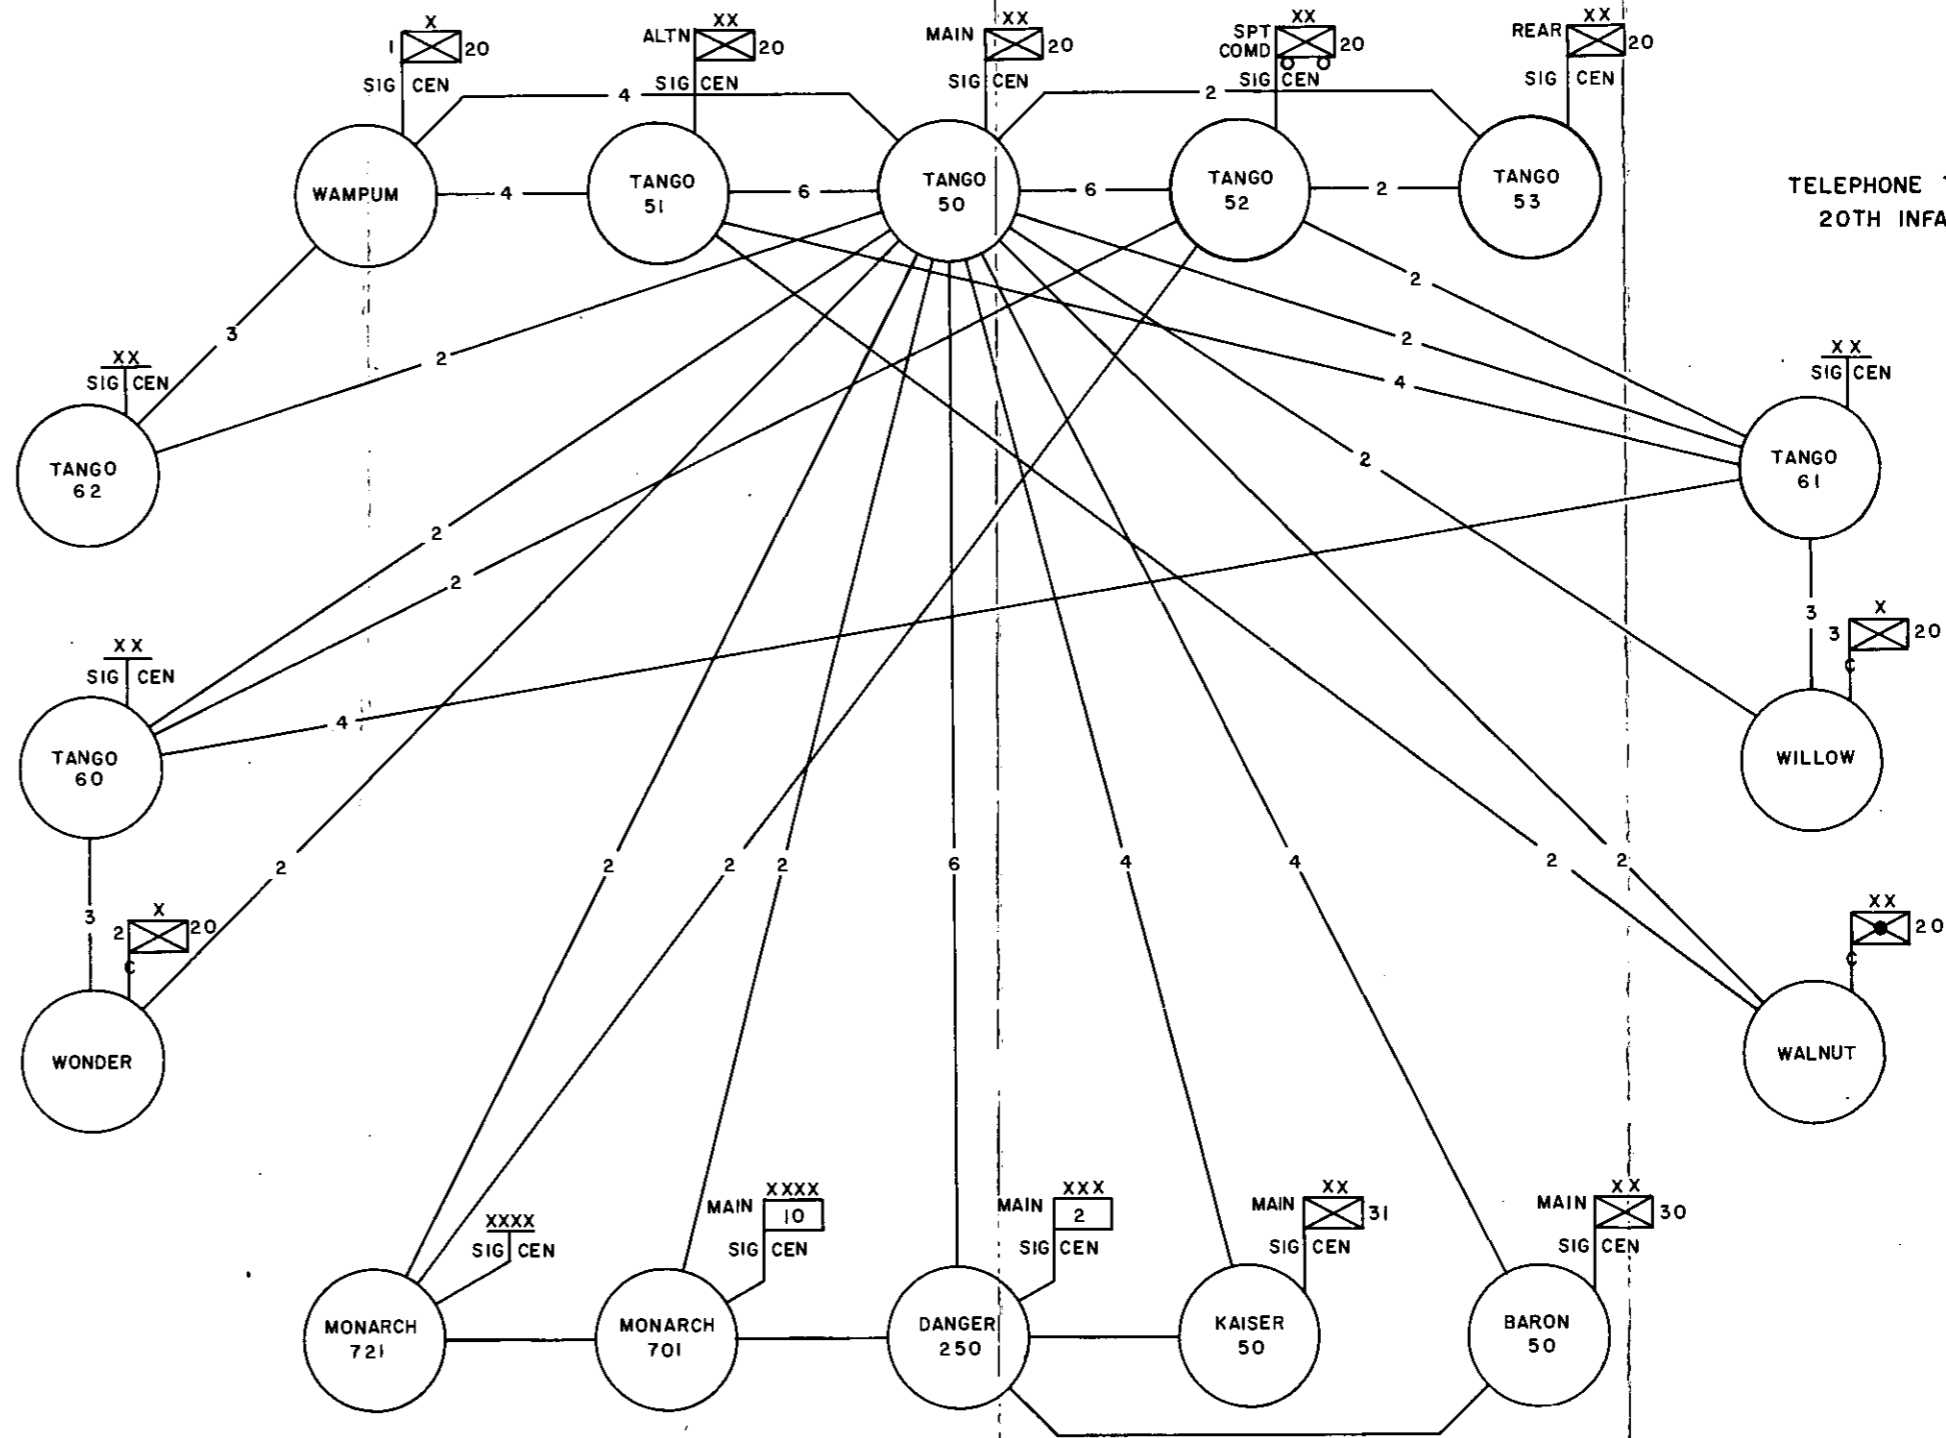 X
1 20
SIG CEN
WAMPUM
XX
ALTN 20
SIG CEN
TANGO
51
XX
MAIN 20
SIG CEN
TANGO
50
XX
SPT
COMD 20
SIG CEN
TANGO
52
XX
REAR 20
SIG CEN
TANGO
53
4
2
4
6
6
2
TELEPHONE
20TH
3
2
2
2
4
XX
SIG CEN
TANGO
62
XX
SIG CEN
TANGO
61
2
2
2
3
X
3 20
C
WILLOW
XX
SIG CEN
TANGO
60
4
3
2
2
2
2
6
4
4
2
2
X
2 20
C
WONDER
XX
20
C
WALNUT
XXXX
SIG CEN
MONARCH
721
XXXX
MAIN 10
SIG CEN
MONARCH
701
XXX
MAIN 2
SIG CEN
DANGER
250
XX
MAIN 31
SIG CEN
KAISER
50
XX
MAIN 30
SIG CEN
BARON
50